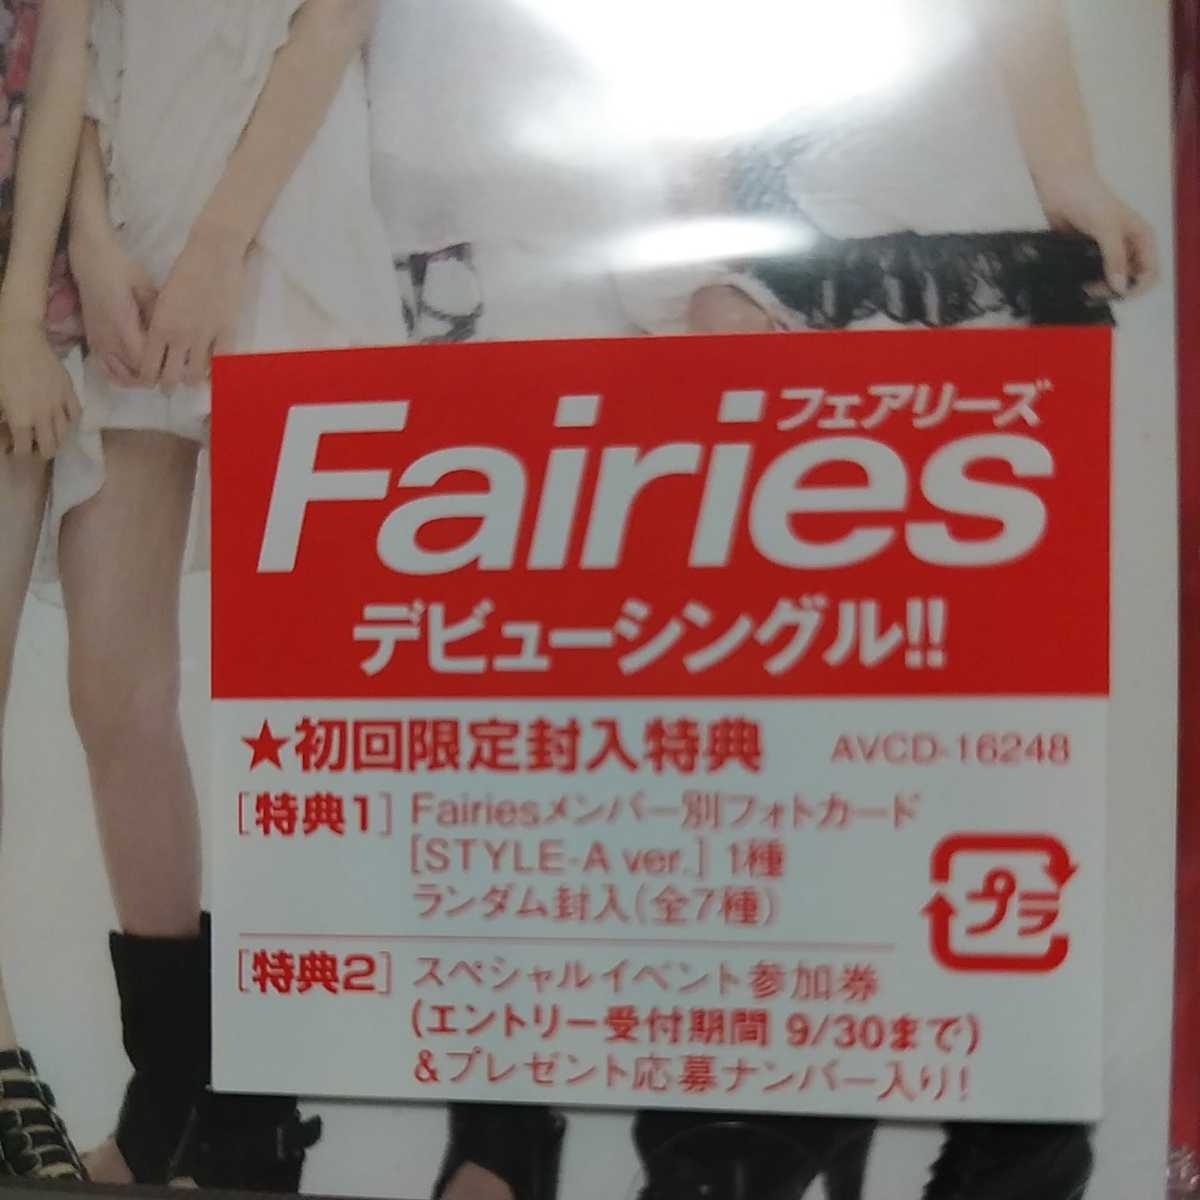 フェアリーズ
Fairies
デビューシングル!!
★初回限定封入特典 AVCD-16248
[特典1] Fairiesメンバー別フォトカード
[STYLE-A ver.] 1種
ランダム封入(全7種)
プラ
[特典2] スペシャルイベント参加券
(エントリー受付期間 9/30まで)
&プレゼント応募ナンバー入り!